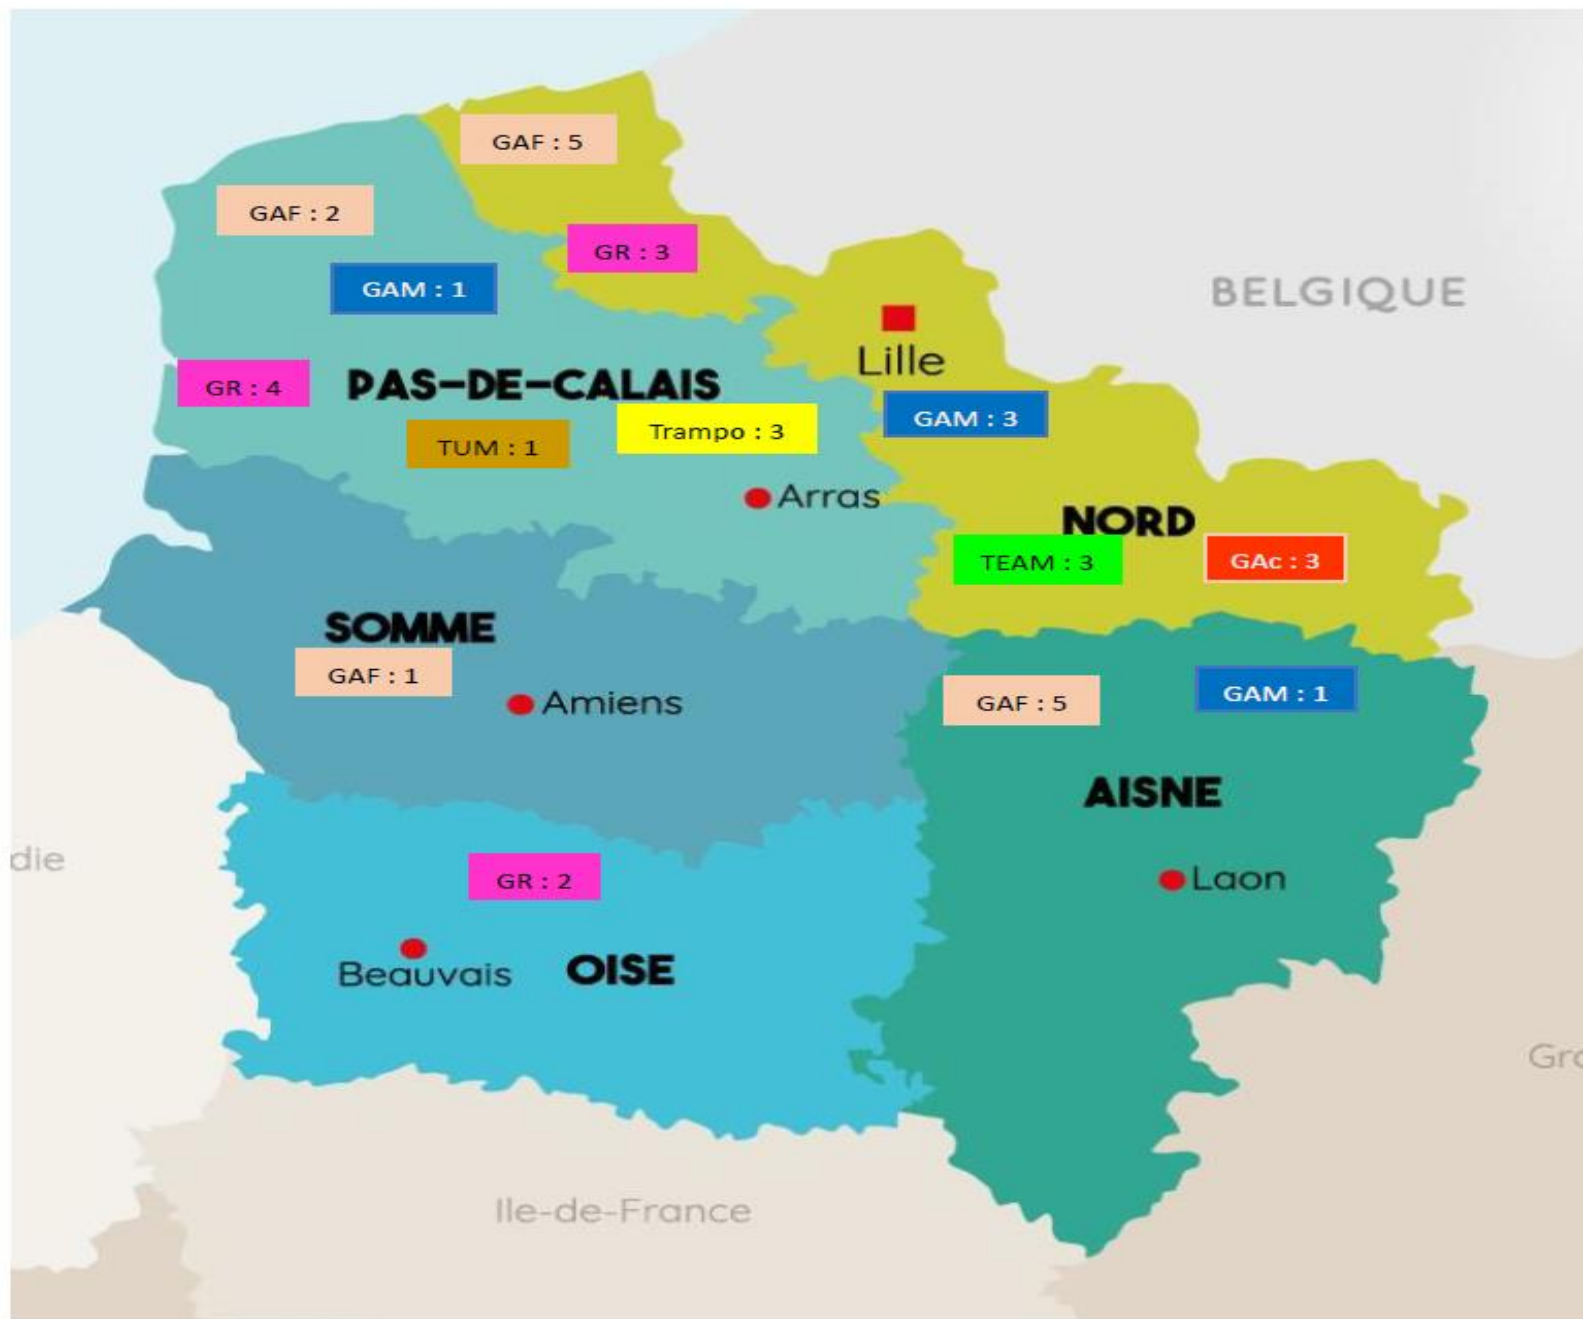 GAF : 5
GAF : 2
GR : 3
GAM : 1
BELGIQUE
Lille
GR : 4
PAS-DE-CALAIS
GAM : 3
TUM : 1
Trampo : 3
Arras
NORD
TEAM : 3
GAc : 3
SOMME
GAF : 1
Amiens
GAF : 5
GAM : 1
AISNE
die
GR : 2
Laon
Beauvais
OISE
Gro
Ile-de-France